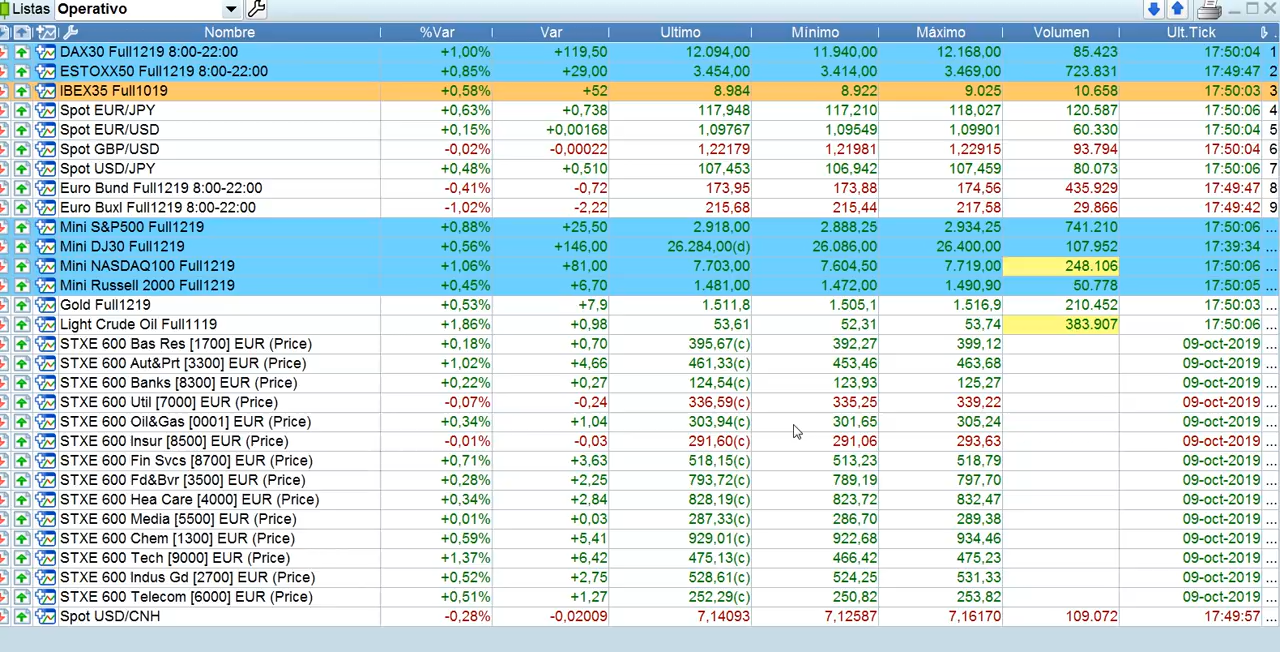 Listas Operativo
Nombre %Var Var Ultimo Mínimo Máximo Volumen Ult.Tick
DAX30 Full1219 8:00-22:00 +1,00% +119,50 12.094,00 11.940,00 12.168,00 85.423 17:50:04 1
ESTOXX50 Full1219 8:00-22:00 +0,85% +29,00 3.454,00 3.414,00 3.469,00 723.831 17:49:47 2
IBEX35 Full1019 +0,58% +52 8.984 8.922 9.025 10.658 17:50:03 3
Spot EUR/JPY +0,63% +0,738 117,948 117,210 118,027 120.587 17:50:06 4
Spot EUR/USD +0,15% +0,00168 1,09767 1,09549 1,09901 60.330 17:50:04 5
Spot GBP/USD -0,02% -0,00022 1,22179 1,21981 1,22915 93.794 17:50:04 6
Spot USD/JPY +0,48% +0,510 107,453 106,942 107,459 80.073 17:50:06 7
Euro Bund Full1219 8:00-22:00 -0,41% -0,72 173,95 173,88 174,56 435.929 17:49:47 8
Euro Buxl Full1219 8:00-22:00 -1,02% -2,22 215,68 215,44 217,58 29.866 17:49:42 9
Mini S&P500 Full1219 +0,88% +25,50 2.918,00 2.888,25 2.934,25 741.210 17:50:06 ...
Mini DJ30 Full1219 +0,56% +146,00 26.284,00(d) 26.086,00 26.400,00 107.952 17:39:34 ...
Mini NASDAQ100 Full1219 +1,06% +81,00 7.703,00 7.604,50 7.719,00 248.106 17:50:06 ...
Mini Russell 2000 Full1219 +0,45% +6,70 1.481,00 1.472,00 1.490,90 50.778 17:50:05 ...
Gold Full1219 +0,53% +7,9 1.511,8 1.505,1 1.516,9 210.452 17:50:03 ...
Light Crude Oil Full1119 +1,86% +0,98 53,61 52,31 53,74 383.907 17:50:06 ...
STXE 600 Bas Res [1700] EUR (Price) +0,18% +0,70 395,67(c) 392,27 399,12 09-oct-2019 ...
STXE 600 Aut&Prt [3300] EUR (Price) +1,02% +4,66 461,33(c) 453,46 463,68 09-oct-2019 ...
STXE 600 Banks [8300] EUR (Price) +0,22% +0,27 124,54(c) 123,93 125,27 09-oct-2019 ...
STXE 600 Util [7000] EUR (Price) -0,07% -0,24 336,59(c) 335,25 339,22 09-oct-2019 ...
STXE 600 Oil&Gas [0001] EUR (Price) +0,34% +1,04 303,94(c) 301,65 305,24 09-oct-2019 ...
STXE 600 Insur [8500] EUR (Price) -0,01% -0,03 291,60(c) 291,06 293,63 09-oct-2019 ...
STXE 600 Fin Svcs [8700] EUR (Price) +0,71% +3,63 518,15(c) 513,23 518,79 09-oct-2019 ...
STXE 600 Fd&Bvr [3500] EUR (Price) +0,28% +2,25 793,72(c) 789,19 797,70 09-oct-2019 ...
STXE 600 Hea Care [4000] EUR (Price) +0,34% +2,84 828,19(c) 823,72 832,47 09-oct-2019 ...
STXE 600 Media [5500] EUR (Price) +0,01% +0,03 287,33(c) 286,70 289,38 09-oct-2019 ...
STXE 600 Chem [1300] EUR (Price) +0,59% +5,41 929,01(c) 922,68 934,46 09-oct-2019 ...
STXE 600 Tech [9000] EUR (Price) +1,37% +6,42 475,13(c) 466,42 475,23 09-oct-2019 ...
STXE 600 Indus Gd [2700] EUR (Price) +0,52% +2,75 528,61(c) 524,25 531,33 09-oct-2019 ...
STXE 600 Telecom [6000] EUR (Price) +0,51% +1,27 252,29(c) 250,82 253,82 09-oct-2019 ...
Spot USD/CNH -0,28% -0,02009 7,14093 7,12587 7,16170 109.072 17:49:57 ...